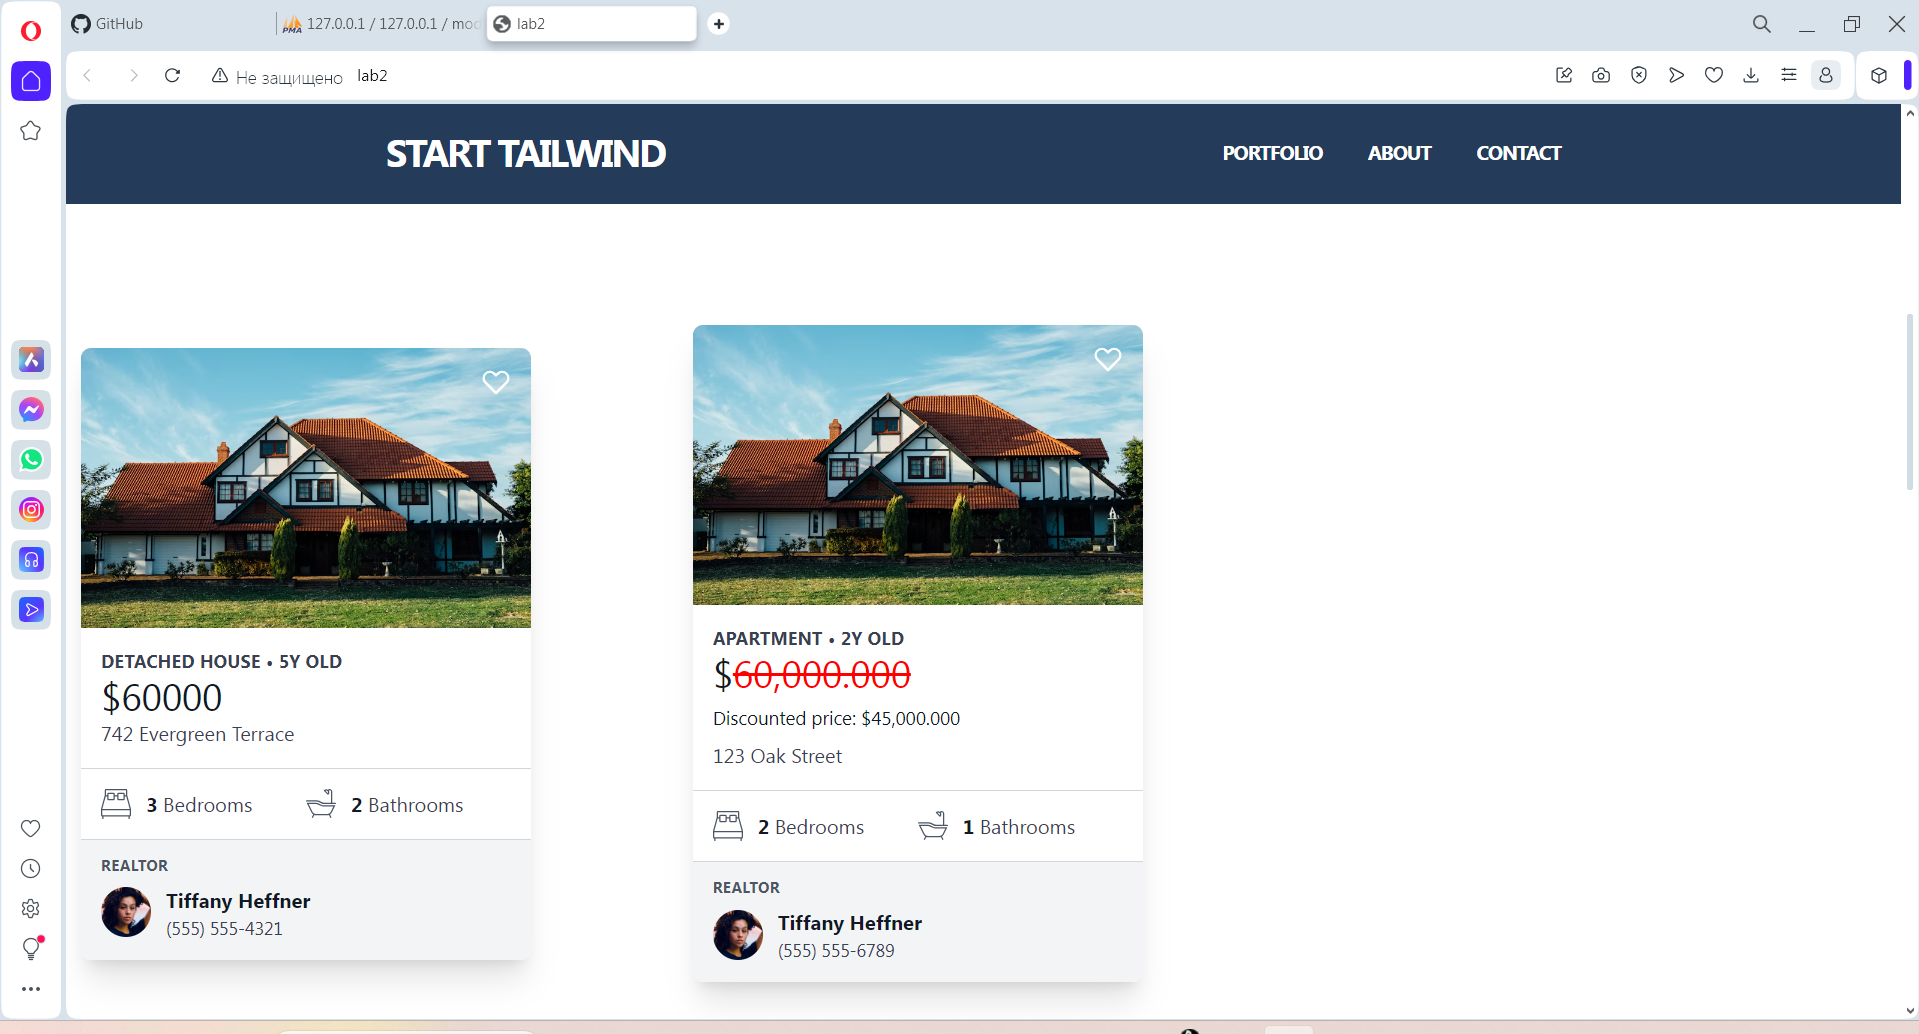 GitHub
127.0.0.1 / 127.0.0.1 / mod
lab2
Не защищено lab2
START TAILWIND
PORTFOLIO ABOUT CONTACT
DETACHED HOUSE • 5Y OLD
$60000
742 Evergreen Terrace
3 Bedrooms 2 Bathrooms
REALTOR
Tiffany Heffner
(555) 555-4321
APARTMENT • 2Y OLD
$60,000.000
Discounted price: $45,000.000
123 Oak Street
2 Bedrooms 1 Bathrooms
REALTOR
Tiffany Heffner
(555) 555-6789
PMA